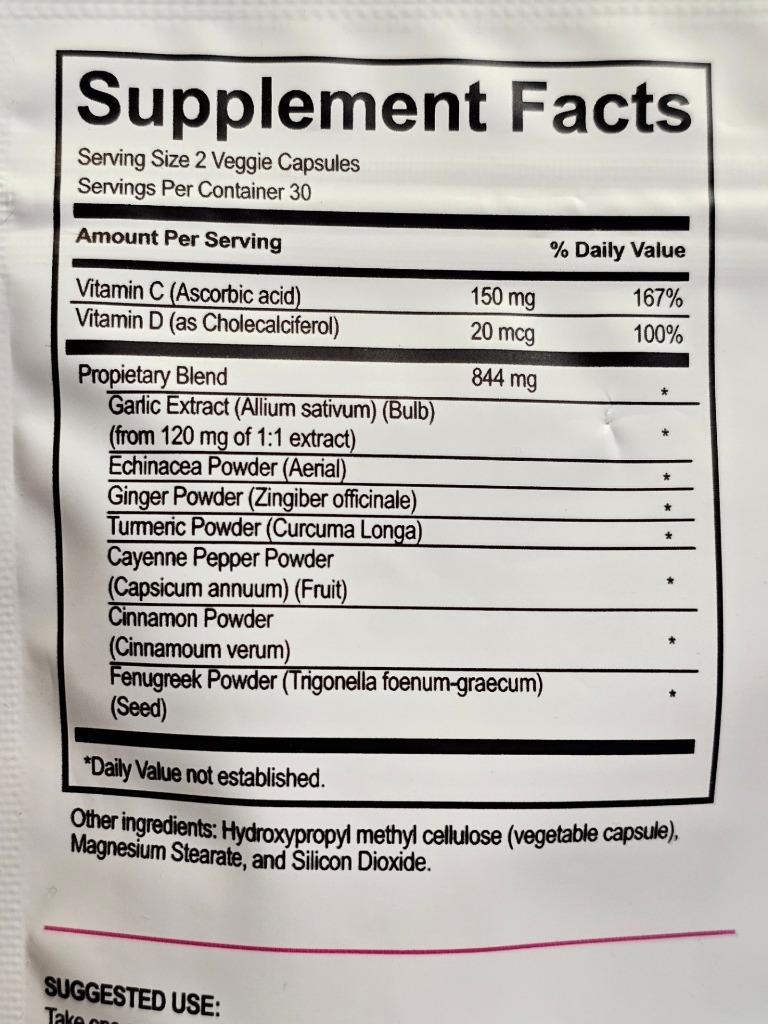 Supplement Facts
Serving Size 2 Veggie Capsules
Servings Per Container 30
Amount Per Serving % Daily Value
Vitamin C (Ascorbic acid) 150 mg 167%
Vitamin D (as Cholecalciferol) 20 mcg 100%
Propietary Blend 844 mg *
Garlic Extract (Allium sativum) (Bulb)
(from 120 mg of 1:1 extract) *
Echinacea Powder (Aerial) *
Ginger Powder (Zingiber officinale) *
Turmeric Powder (Curcuma Longa) *
Cayenne Pepper Powder
(Capsicum annuum) (Fruit) *
Cinnamon Powder
(Cinnamoum verum) *
Fenugreek Powder (Trigonella foenum-graecum) *
(Seed)
*Daily Value not established.
Other ingredients: Hydroxypropyl methyl cellulose (vegetable capsule),
Magnesium Stearate, and Silicon Dioxide.
SUGGESTED USE:
Take